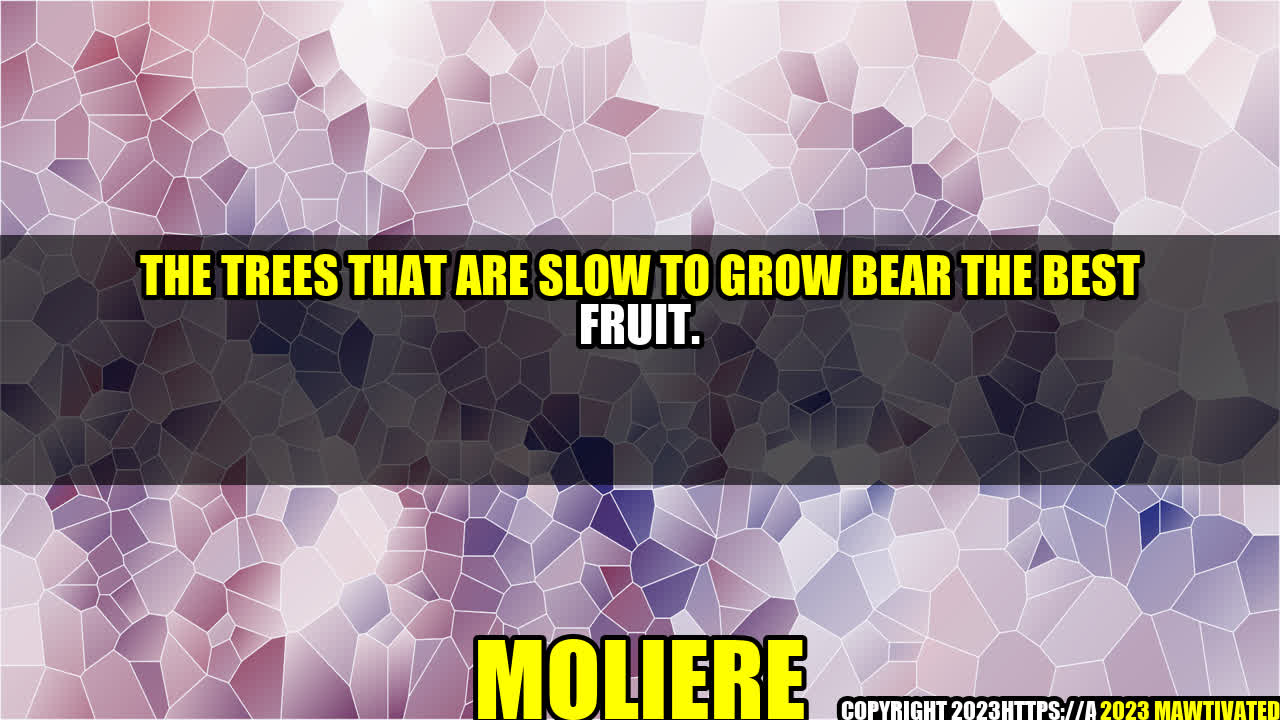 THE TREES THAT ARE SLOW TO GROW BEAR THE BEST
FRUIT.
MOLIERE
COPYRIGHT 2023HTTPS://A 2023 MAWTIVATED